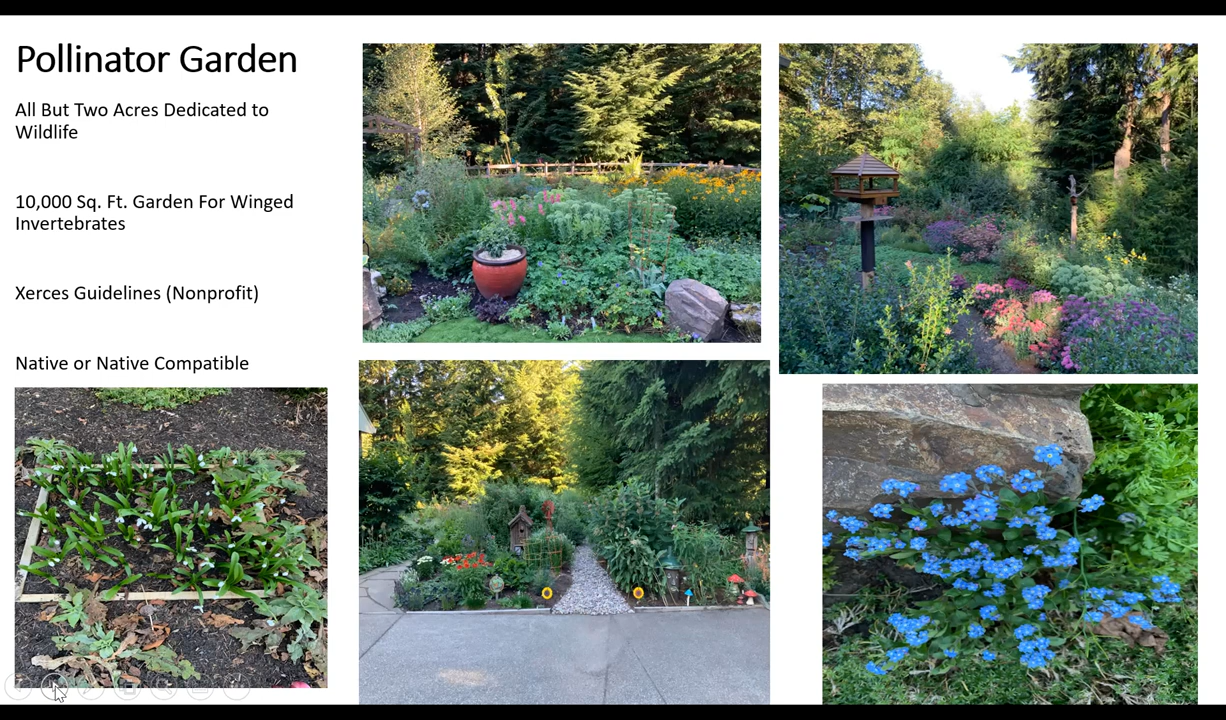 Pollinator Garden
All But Two Acres Dedicated to
Wildlife
10,000 Sq. Ft. Garden For Winged
Invertebrates
Xerces Guidelines (Nonprofit)
Native or Native Compatible